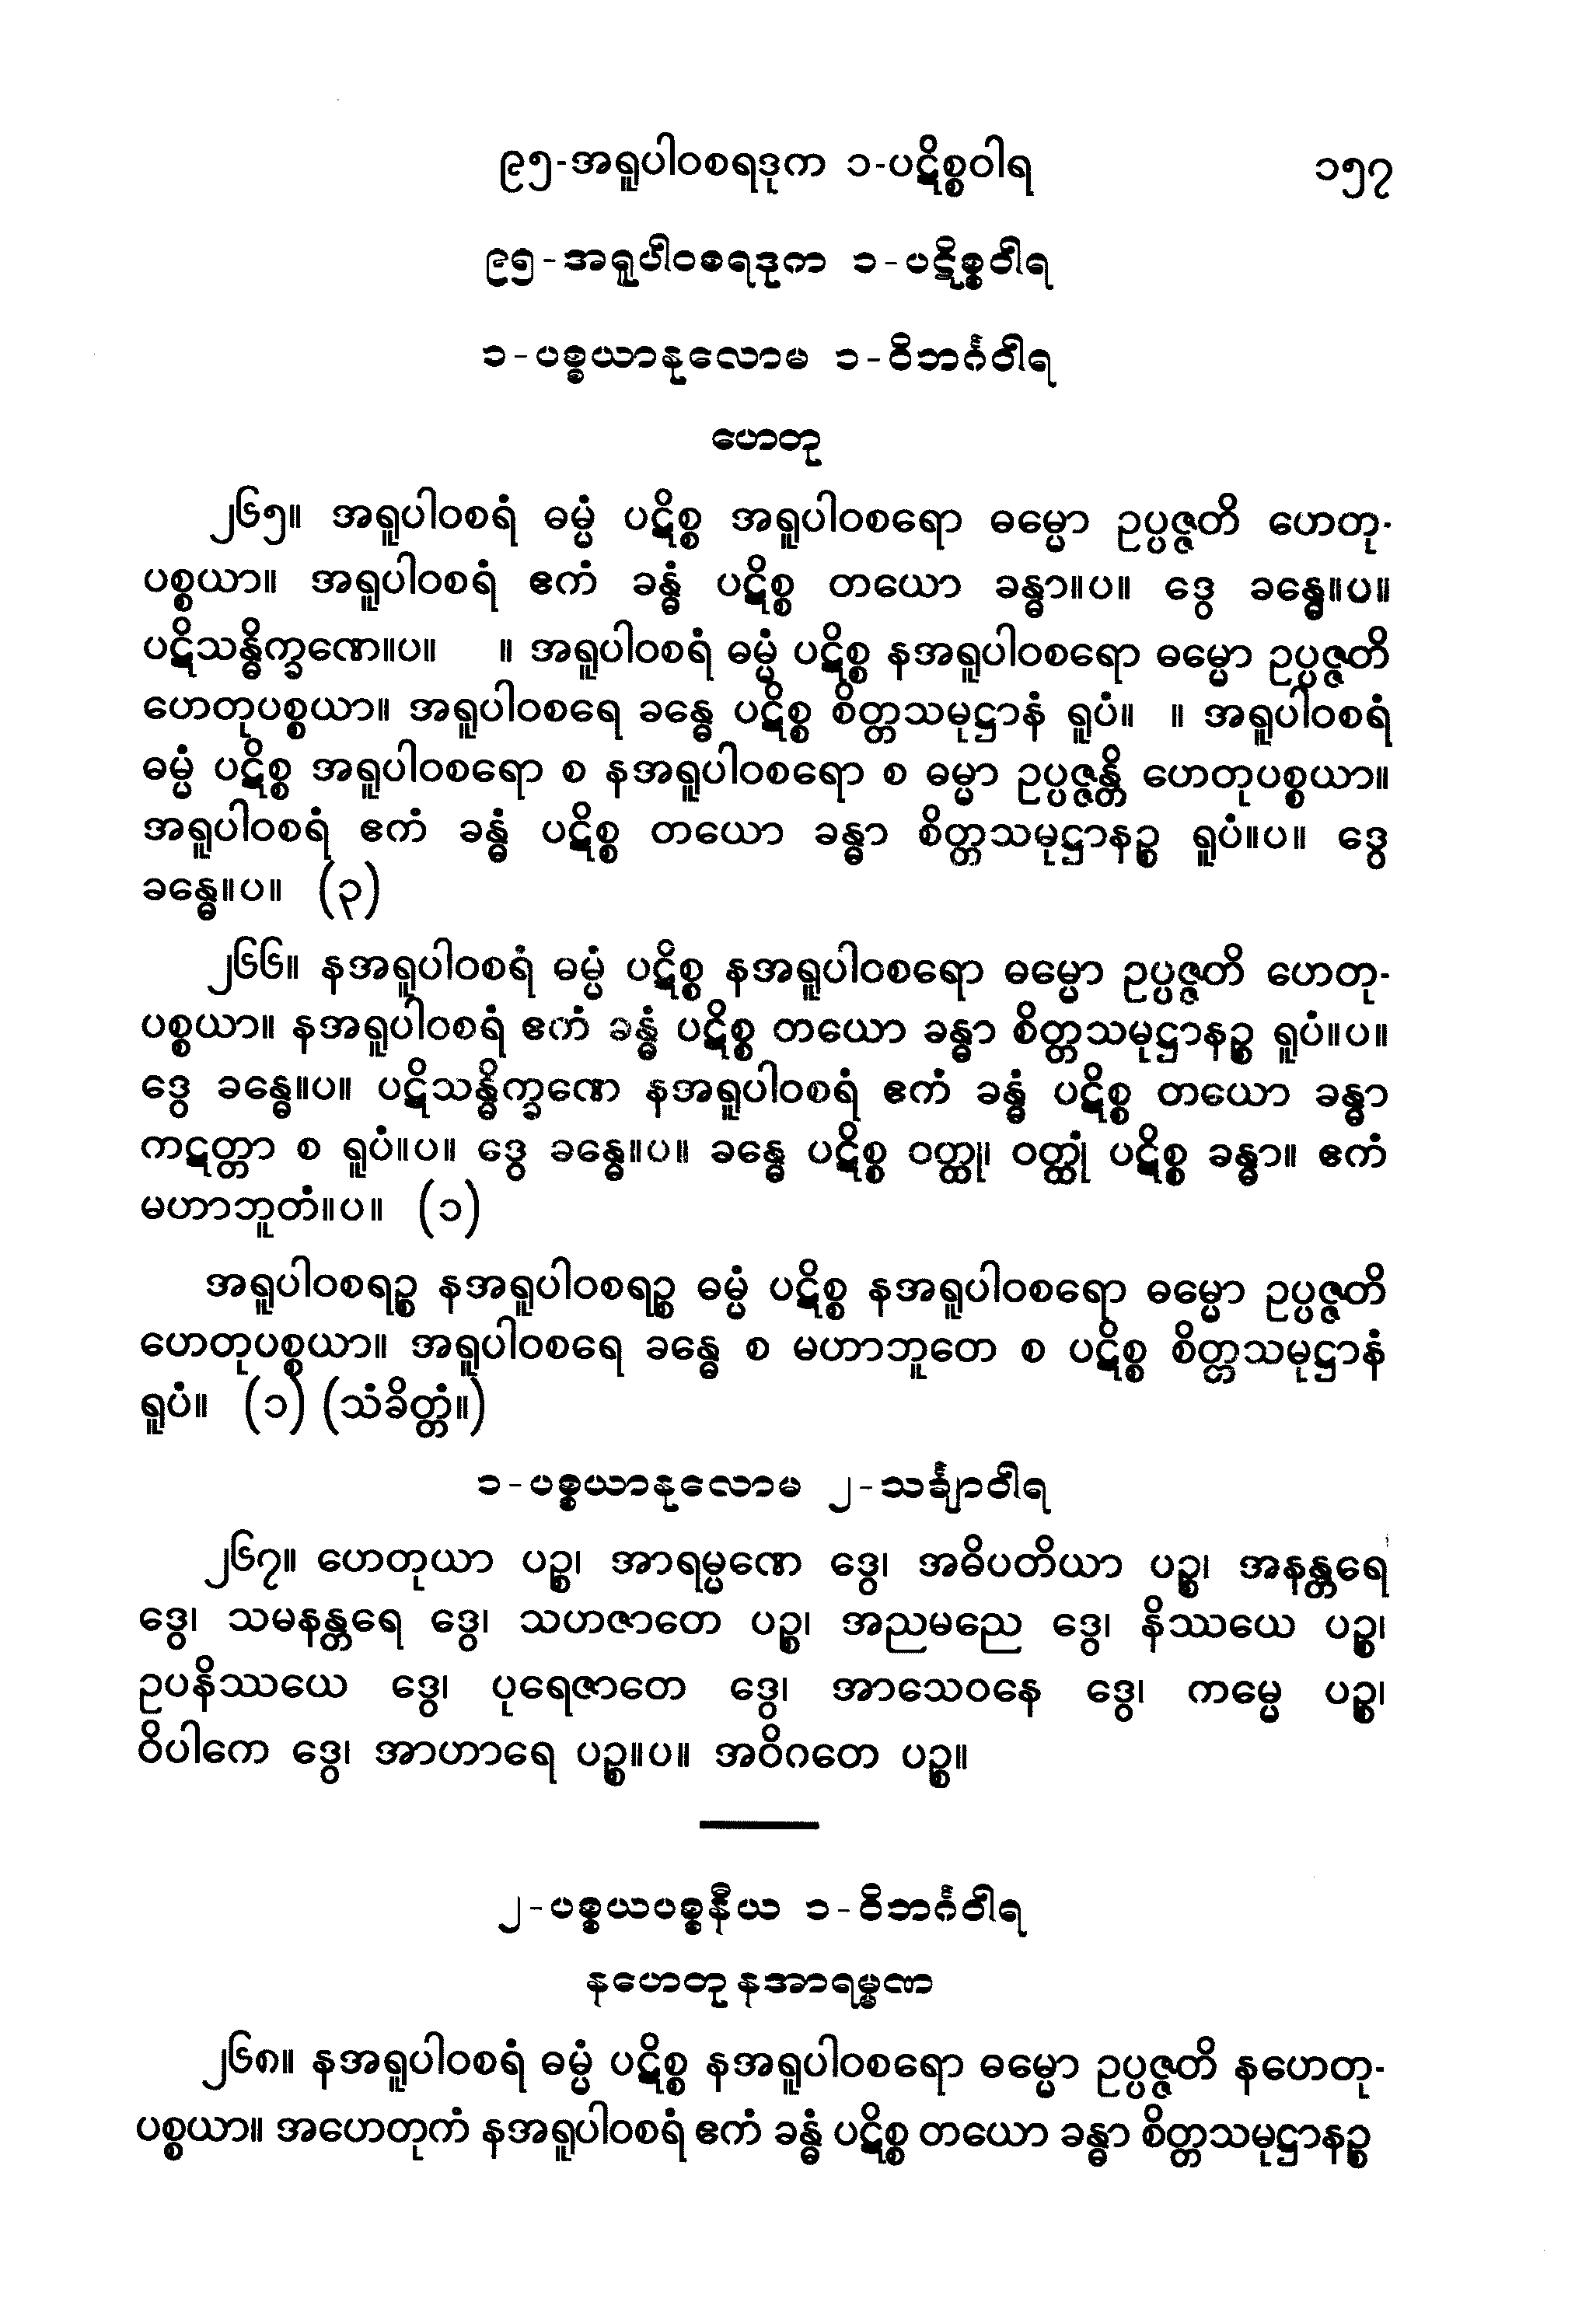 ၉၅-အရူပါဝစရဒုက ၁-ပဋိစ္စဝါရ ၁၅၇
၉၅-အရူပါဝစရဒုက ၁-ပဋိစ္စဝါရ
၁-ပစ္စယာနုလောမ ၁-ဝိဘင်္ဂဝါရ
ဟေတု
၂၆၅။ အရူပါဝစရံ ဓမ္မံ ပဋိစ္စ အရူပါဝစရော ဓမ္မော ဥပ္ပဇ္ဇတိ ဟေတု-
ပစ္စယာ။ အရူပါဝစရံ ဧကံ ခန္ဓံ ပဋိစ္စ တယော ခန္ဓာ။ပ။ ဒွေ ခန္ဓေ။ပ။
ပဋိသန္ဓိက္ခဏေ။ပ။ ။ အရူပါဝစရံ ဓမ္မံ ပဋိစ္စ နအရူပါဝစရော ဓမ္မော ဥပ္ပဇ္ဇတိ
ဟေတုပစ္စယာ။ အရူပါဝစရေ ခန္ဓေ ပဋိစ္စ စိတ္တသမုဋ္ဌာနံ ရူပံ။ ။ အရူပါဝစရံ
ဓမ္မံ ပဋိစ္စ အရူပါဝစရော စ နအရူပါဝစရော စ ဓမ္မာ ဥပ္ပဇ္ဇန္တိ ဟေတုပစ္စယာ။
အရူပါဝစရံ ဧကံ ခန္ဓံ ပဋိစ္စ တယော ခန္ဓာ စိတ္တသမုဋ္ဌာနဉ္စ ရူပံ။ပ။ ဒွေ
ခန္ဓေ။ပ။ (၃)
၂၆၆။ နအရူပါဝစရံ ဓမ္မံ ပဋိစ္စ နအရူပါဝစရော ဓမ္မော ဥပ္ပဇ္ဇတိ ဟေတု-
ပစ္စယာ။ နအရူပါဝစရံ ဧကံ ခန္ဓံ ပဋိစ္စ တယော ခန္ဓာ စိတ္တသမုဋ္ဌာနဉ္စ ရူပံ။ပ။
ဒွေ ခန္ဓေ။ပ။ ပဋိသန္ဓိက္ခဏေ နအရူပါဝစရံ ဧကံ ခန္ဓံ ပဋိစ္စ တယော ခန္ဓာ
ကဋတ္တာ စ ရူပံ။ပ။ ဒွေ ခန္ဓေ။ပ။ ခန္ဓေ ပဋိစ္စ ဝတ္ထု၊ ဝတ္ထုံ ပဋိစ္စ ခန္ဓာ။ ဧကံ
မဟာဘူတံ။ပ။ (၁)
အရူပါဝစရဉ္စ နအရူပါဝစရဉ္စ ဓမ္မံ ပဋိစ္စ နအရူပါဝစရော ဓမ္မော ဥပ္ပဇ္ဇတိ
ဟေတုပစ္စယာ။ အရူပါဝစရေ ခန္ဓေ စ မဟာဘူတေ စ ပဋိစ္စ စိတ္တသမုဋ္ဌာနံ
ရူပံ။ (၁) (သံခိတ္တံ။)
၁-ပစ္စယာနုလောမ ၂-သင်္ချာဝါရ
၂၆၇။ ဟေတုယာ ပဉ္စ၊ အာရမ္မဏေ ဒွေ၊ အဓိပတိယာ ပဉ္စ၊ အနန္တရေ
ဒွေ၊ သမနန္တရေ ဒွေ၊ သဟဇာတေ ပဉ္စ၊ အညမညေ ဒွေ၊ နိဿယေ ပဉ္စ၊
ဥပနိဿယေ ဒွေ၊ ပုရေဇာတေ ဒွေ၊ အာသေဝနေ ဒွေ၊ ကမ္မေ ပဉ္စ၊
ဝိပါကေ ဒွေ၊ အာဟာရေ ပဉ္စ။ပ။ အဝိဂတေ ပဉ္စ။
၂-ပစ္စယပစ္စနီယ ၁-ဝိဘင်္ဂဝါရ
နဟေတု နအာရမ္မဏ
၂၆၈။ နအရူပါဝစရံ ဓမ္မံ ပဋိစ္စ နအရူပါဝစရော ဓမ္မော ဥပ္ပဇ္ဇတိ နဟေတု-
ပစ္စယာ။ အဟေတုကံ နအရူပါဝစရံ ဧကံ ခန္ဓံ ပဋိစ္စ တယော ခန္ဓာ စိတ္တသမုဋ္ဌာနဉ္စ